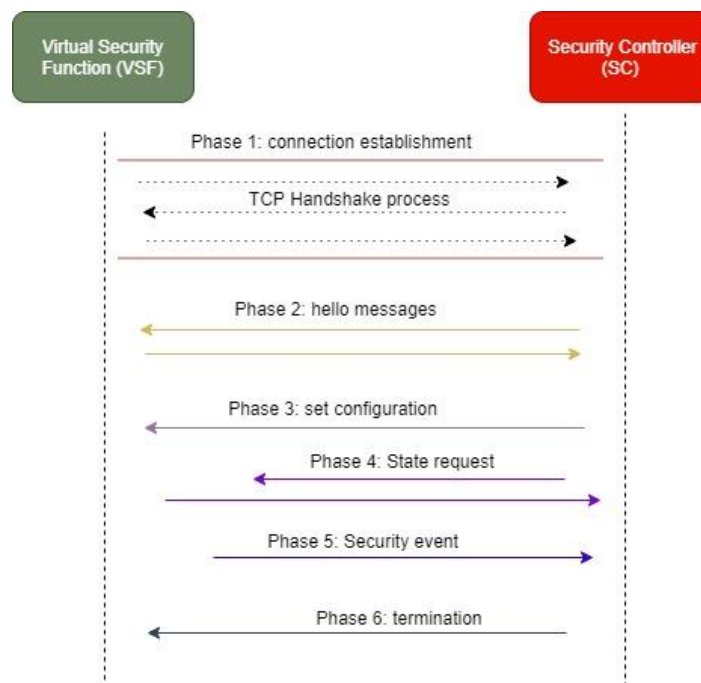 Virtual Security
Function (VSF)
Security Controller
(SC)
Phase 1: connection establishment
TCP Handshake process
Phase 2: hello messages
Phase 3: set configuration
Phase 4: State request
Phase 5: Security event
Phase 6: termination